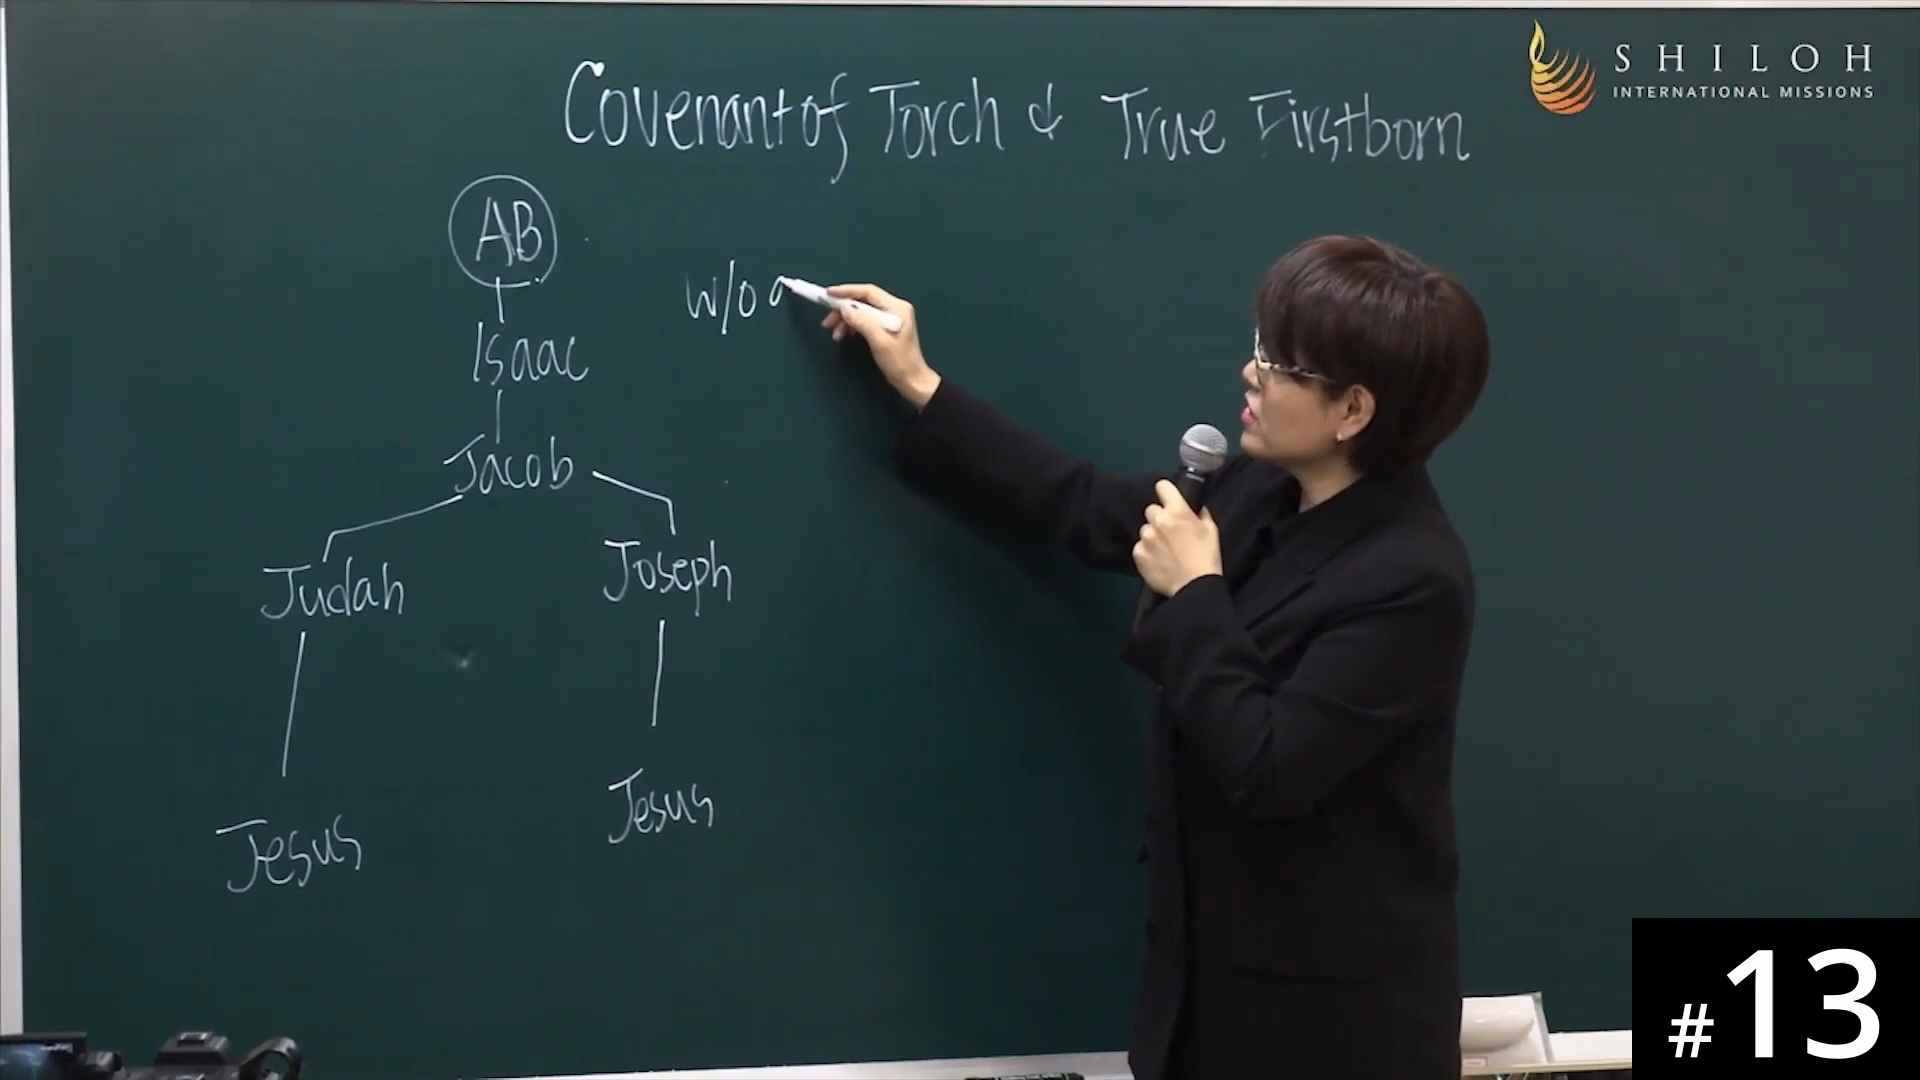 SHILOH
INTERNATIONAL MISSIONS
Covenant of Torch & True Firstborn
AB
w/o a
Isaac
Jacob
Judah
Joseph
Jesus
Jesus
#13